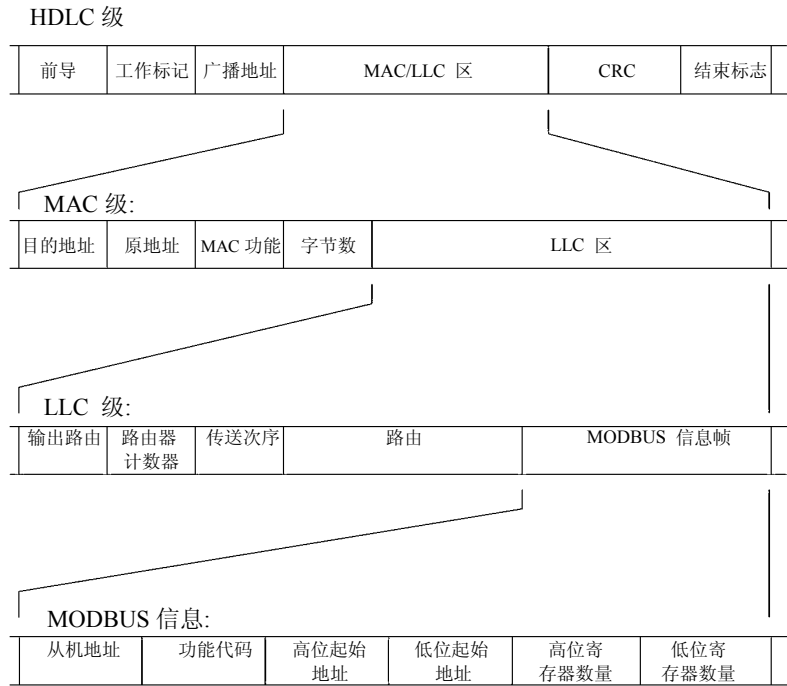 HDLC 级
前导 工作标记 广播地址 MAC/LLC 区 CRC 结束标志
MAC 级:
目的地址 原地址 MAC 功能 字节数 LLC 区
LLC 级:
输出路由 路由器 传送次序 路由 MODBUS 信息帧
计数器
MODBUS 信息:
从机地址 功能代码 高位起始 低位起始 高位寄 低位寄
地址 地址 存器数量 存器数量